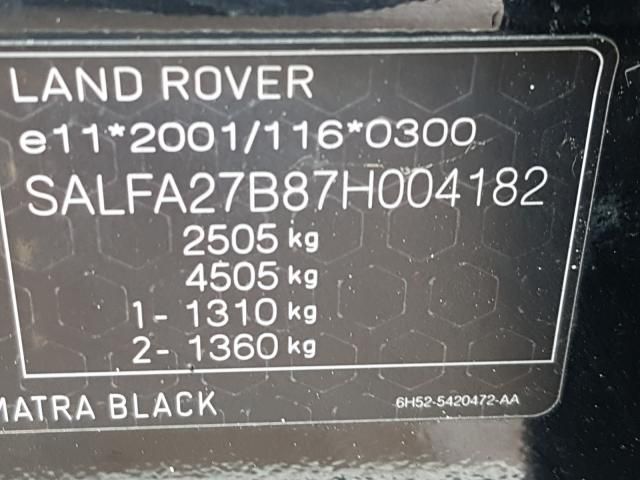 LAND ROVER
e11*2001/116*0300
SALFA27B87H004182
2505 kg
4505 kg
1- 1310 kg
2- 1360 kg
MATRA BLACK
6H52-5420472-AA